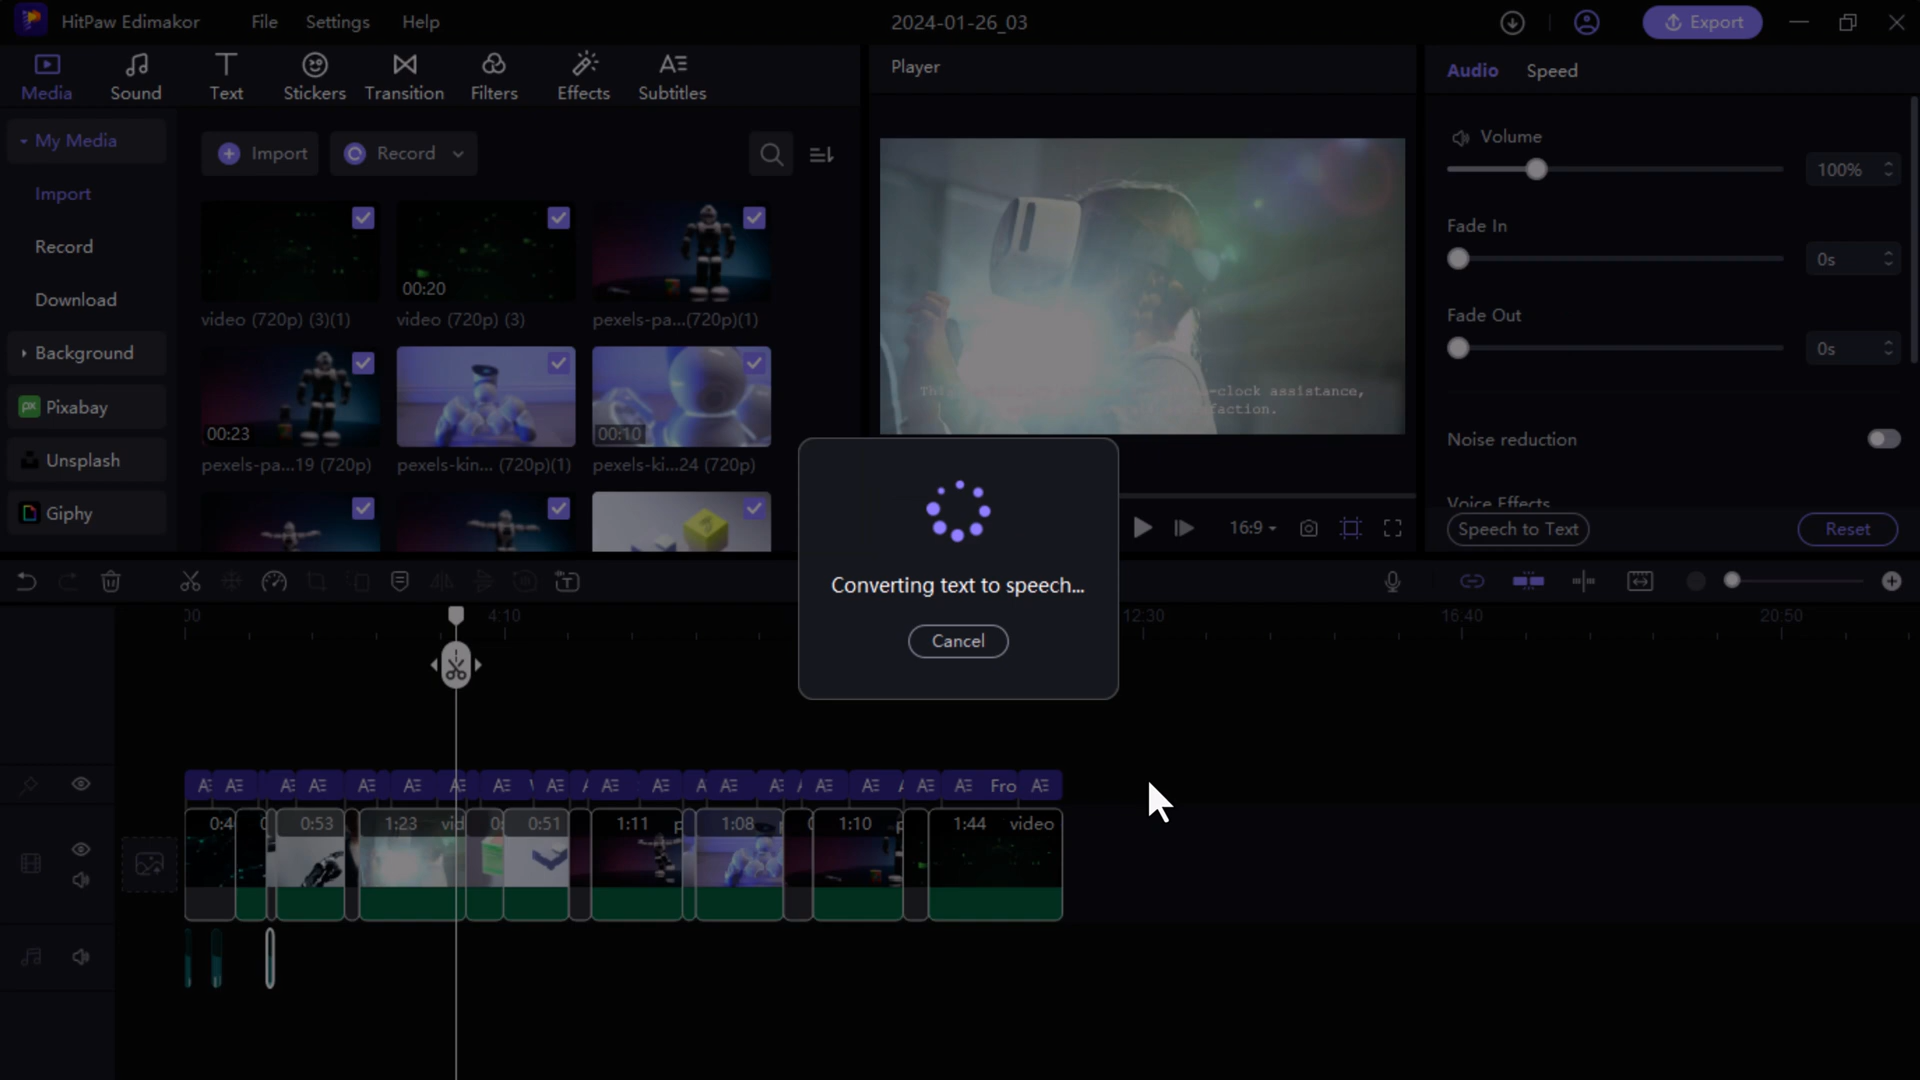 HitPaw Edimakor
File
Settings
Help
2024-01-26_03
Export
Media
Sound
Text
Stickers
Transition
Filters
Effects
Subtitles
Player
Audio
Speed
My Media
Import
Record
Volume
100%
Import
Record
Download
Background
Pixabay
Unsplash
Giphy
00:20
video (720p) (3)(1)
video (720p) (3)
pexels-pa...(720p)(1)
00:23
00:10
pexels-pa...19 (720p)
pexels-kin... (720p)(1)
pexels-ki...24 (720p)
-clock assistance,
Fade In
0s
Fade Out
0s
Noise reduction
Voice Effects
Speech to Text
Reset
16:9
Converting text to speech...
Cancel
00
4:10
12:30
16:40
20:50
Fro
0:4
0:53
1:23
vid
0:51
1:11
1:08
1:10
1:44
video